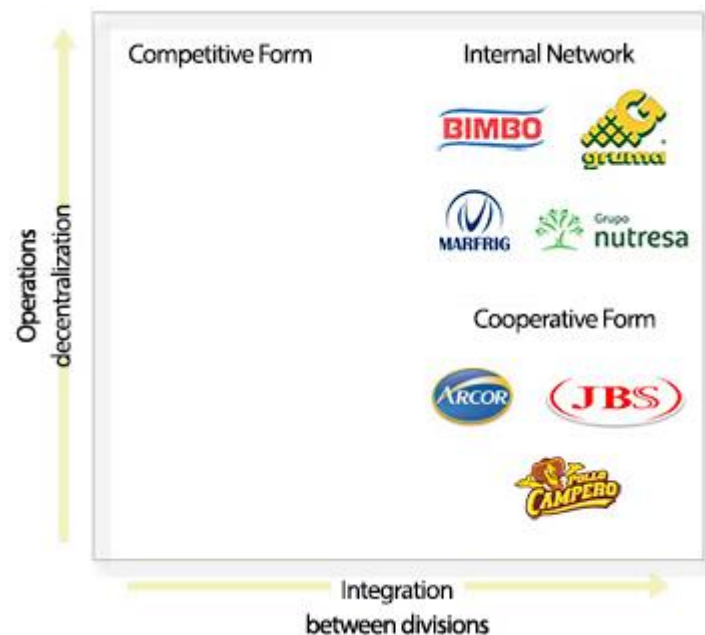 Competitive Form
Internal Network
BIMBO
G
gruma
MARFRIG
Grupo
nutresa
Operations
decentralization
Cooperative Form
ARCOR
JBS
POLLO
CAMPERO
Integration
between divisions